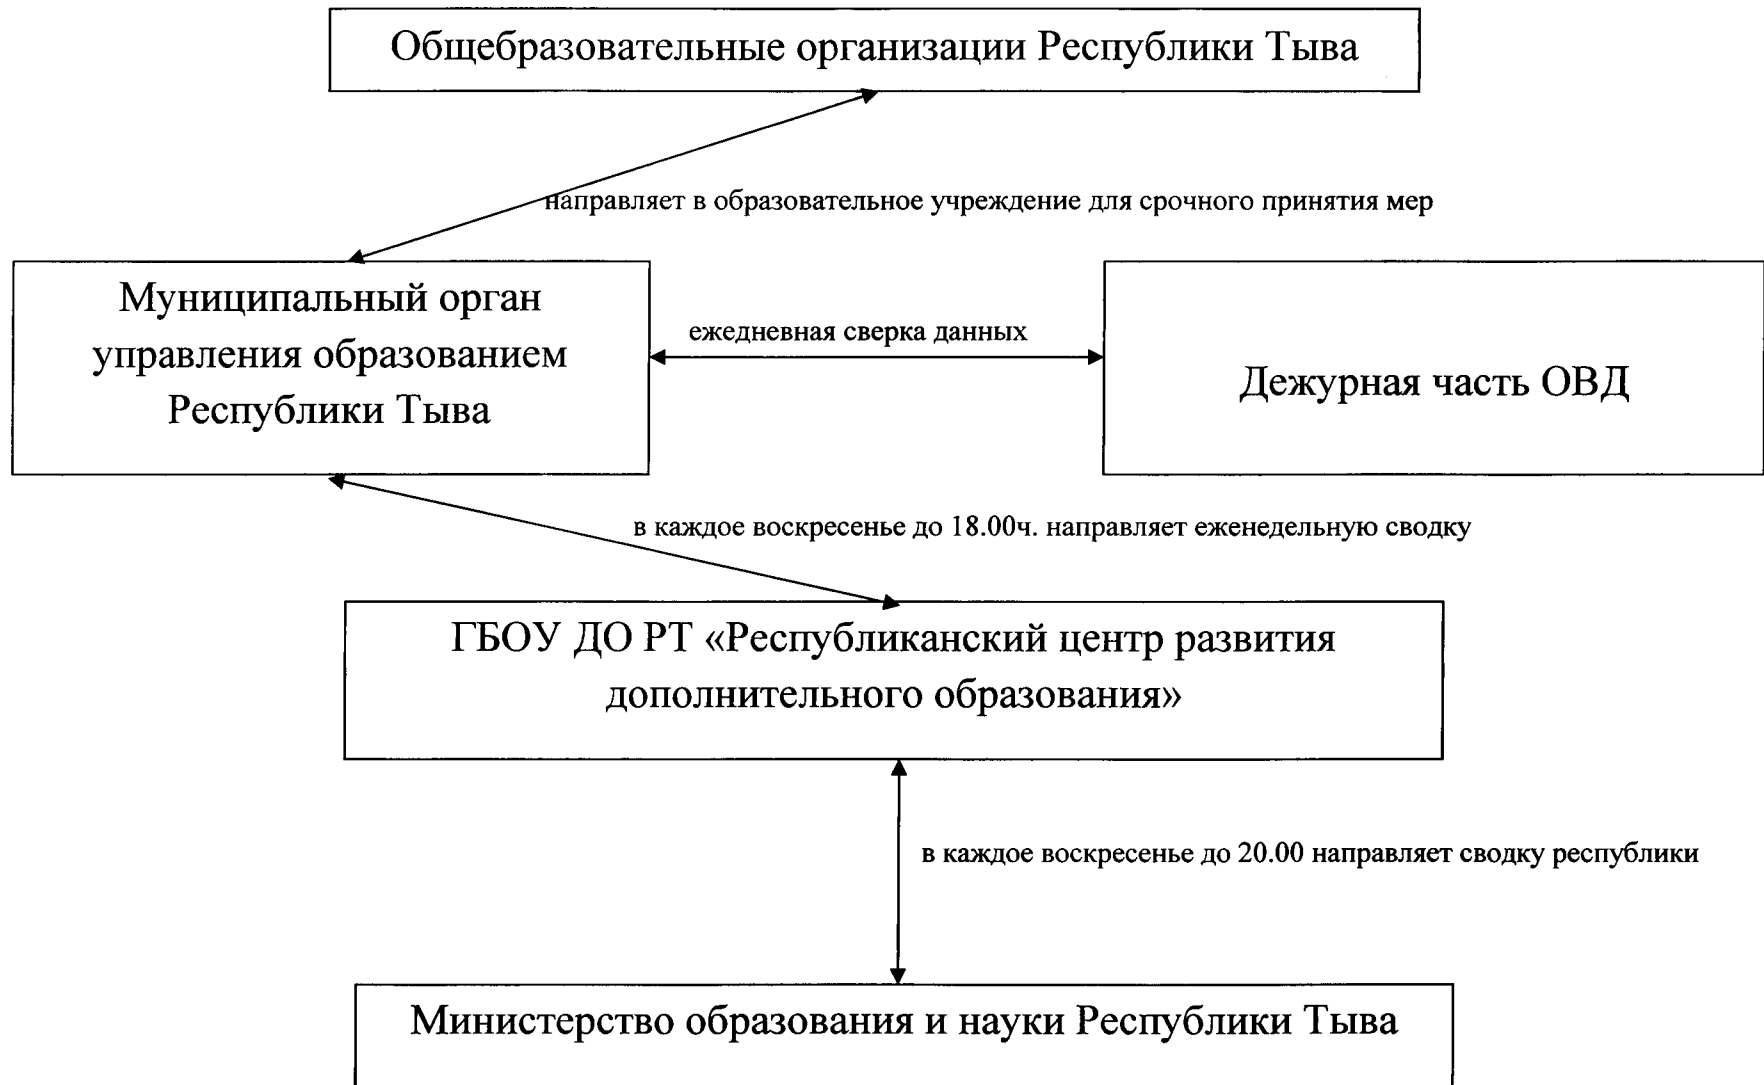 Общебразовательные организации Республики Тыва
направляет в образовательное учреждение для срочного принятия мер
Муниципальный орган
управления образованием
Республики Тыва
ежедневная сверка данных
Дежурная часть ОВД
в каждое воскресенье до 18.00ч. направляет еженедельную сводку
ГБОУ ДО РТ «Республиканский центр развития
дополнительного образования»
в каждое воскресенье до 20.00 направляет сводку республики
Министерство образования и науки Республики Тыва